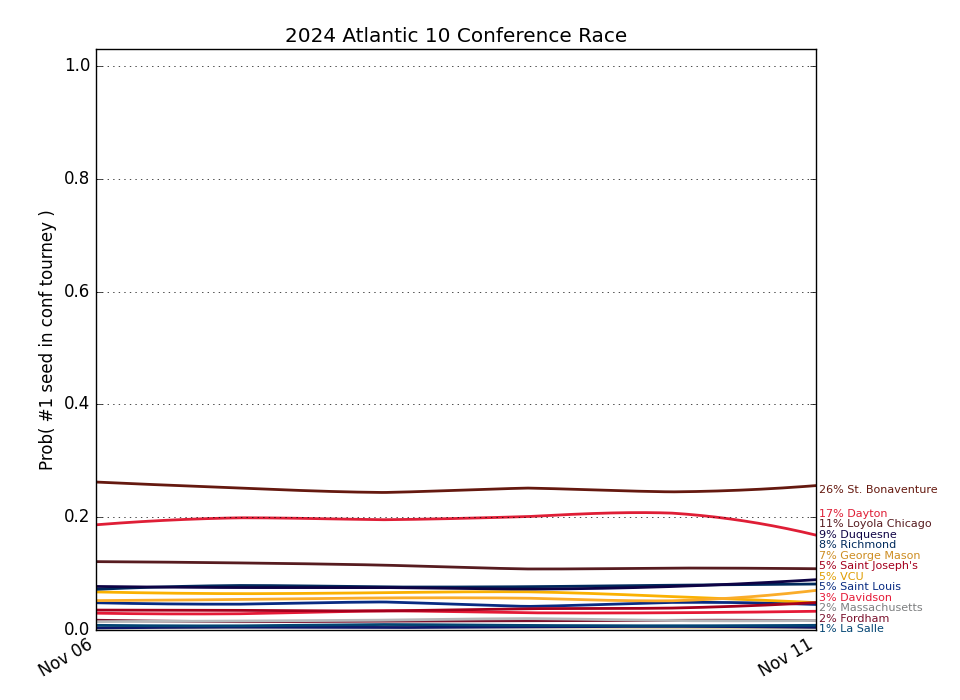 2024 Atlantic 10 Conference Race
Prob( #1 seed in conf tourney )
1.0
0.8
0.6
0.4
0.2
0.0
Nov 06
Nov 11
26% St. Bonaventure
17% Dayton
11% Loyola Chicago
9% Duquesne
8% Richmond
7% George Mason
5% Saint Joseph's
5% VCU
5% Saint Louis
3% Davidson
2% Massachusetts
2% Fordham
1% La Salle